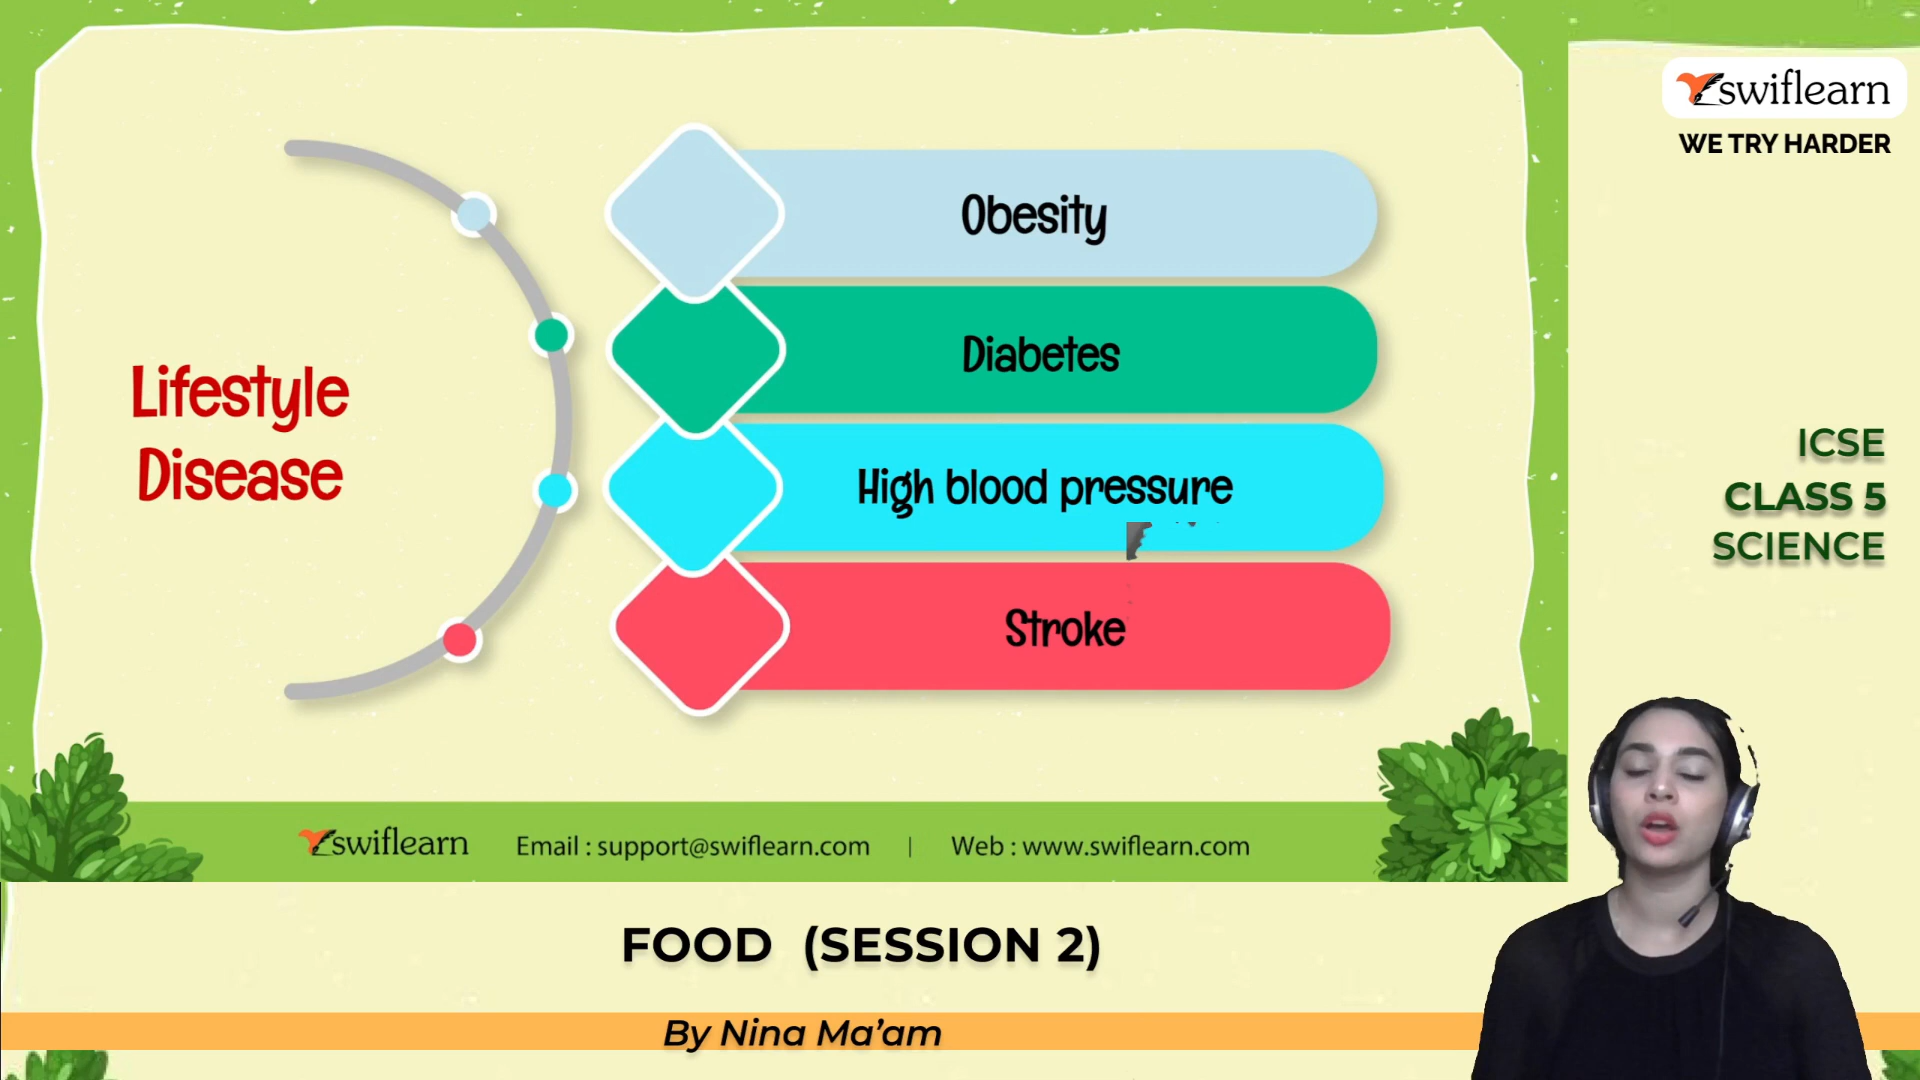 swiflearn
WE TRY HARDER
Obesity
Diabetes
High blood pressure
Stroke
Lifestyle
Disease
ICSE
CLASS 5
SCIENCE
swiflearn Email : support@swiflearn.com | Web : www.swiflearn.com
FOOD (SESSION 2)
By Nina Ma’am